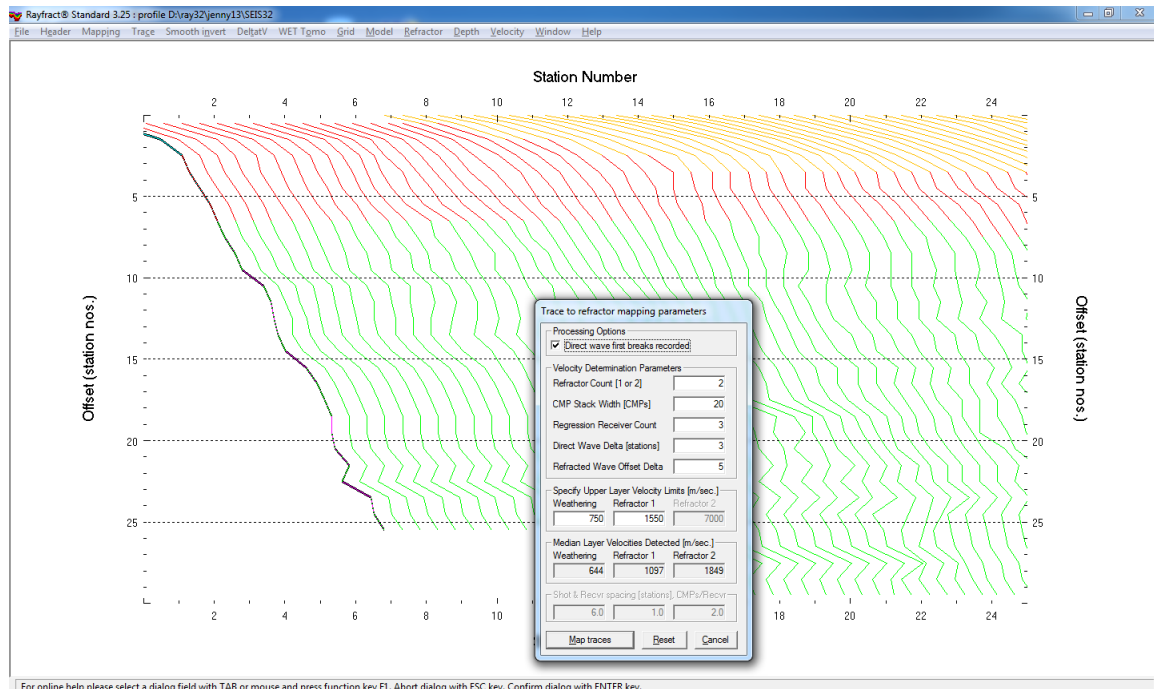 Rayfract® Standard 3.25 : profile D:\ray32\jenny13\SEIS32
File Header Mapping Trace Smooth invert DeltatV WET Tomo Grid Model Refractor Depth Velocity Window Help
Station Number
2 4 6 8 10 12 14 16 18 20 22 24
5
10
15
20
25
Offset (station nos.)
Offset (station nos.)
Trace to refractor mapping parameters
Processing Options
Direct wave first breaks recorded
Velocity Determination Parameters
Refractor Count [1 or 2] 2
CMP Stack Width [CMPs] 20
Regression Receiver Count 3
Direct Wave Delta [stations] 3
Refracted Wave Offset Delta 5
Specify Upper Layer Velocity Limits [m/sec.]
Weathering Refractor 1 Refractor 2
750 1550 7000
Median Layer Velocities Detected [m/sec.]
Weathering Refractor 1 Refractor 2
644 1097 1849
Shot & Recvr spacing [stations], CMPs/Recvr
6.0 1.0 2.0
Map traces Reset Cancel
2 4 6 8 10 18 20 22 24
For online help please select a dialog field with TAB or mouse and press function key F1. Abort dialog with ESC key. Confirm dialog with ENTER key.